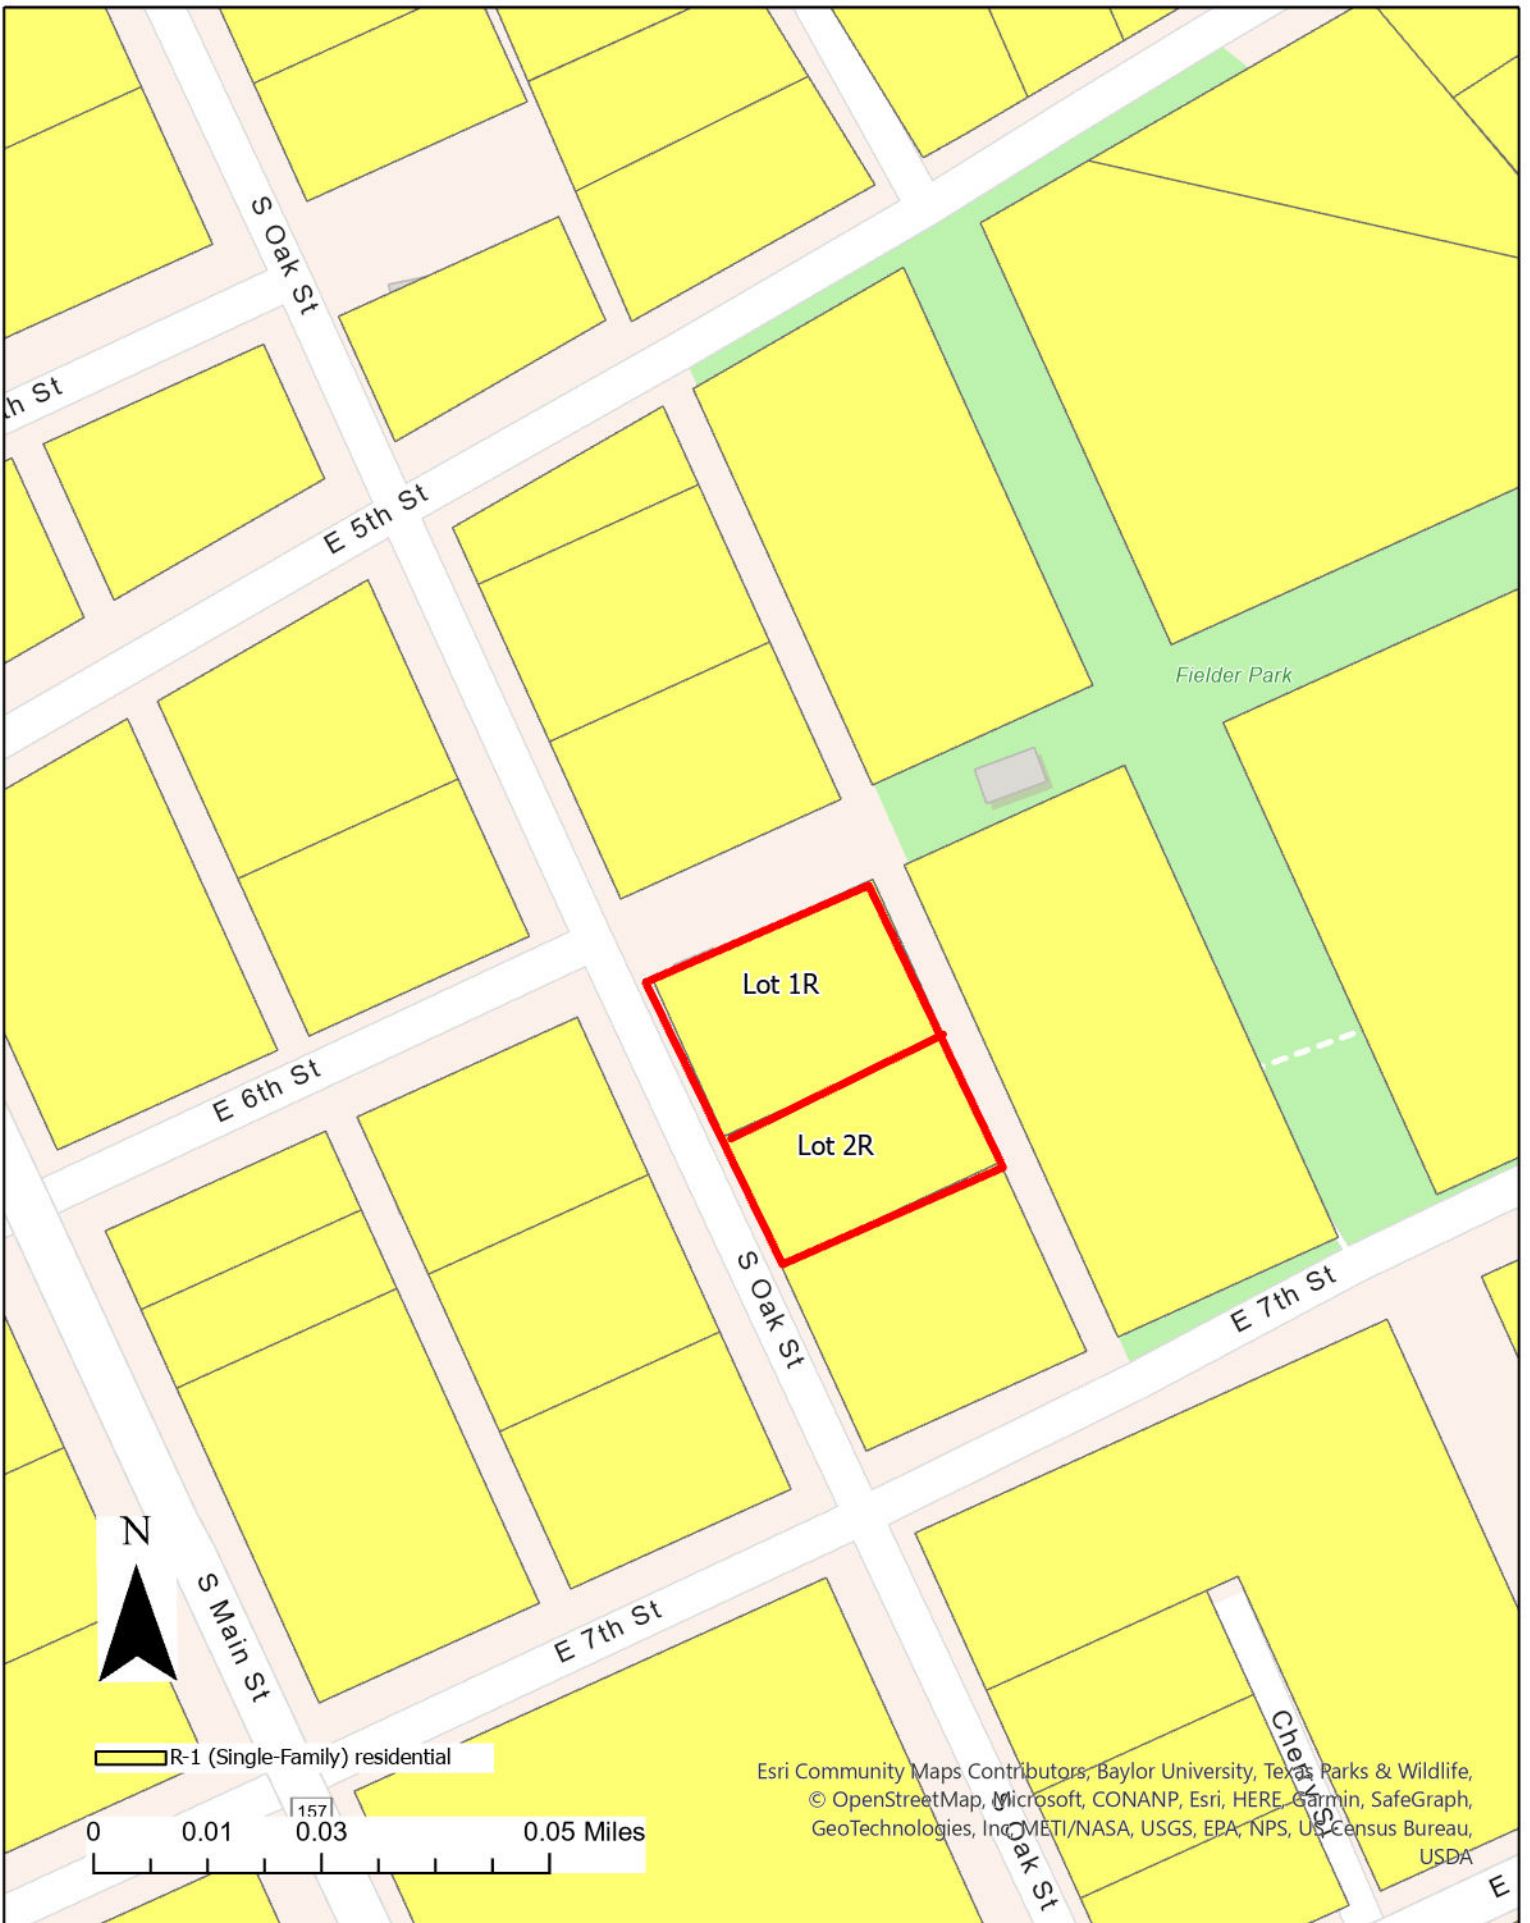 S Oak St
th St
E 5th St
Fielder Park
Lot 1R
E 6th St
Lot 2R
S Oak St
E 7th St
N
S Main St
E 7th St
Cherry St
R-1 (Single-Family) residential
157
0 0.01 0.03 0.05 Miles
S Oak St
Esri Community Maps Contributors, Baylor University, Texas Parks & Wildlife,
© OpenStreetMap, Microsoft, CONANP, Esri, HERE, Garmin, SafeGraph,
GeoTechnologies, Inc, METI/NASA, USGS, EPA, NPS, US Census Bureau,
USDA
E